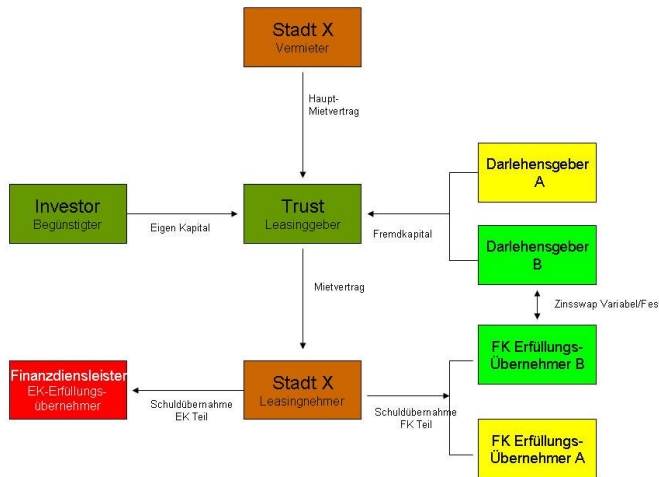 Stadt X
Vermieter
Haupt-
Mietvertrag
Darlehensgeber
A
Investor
Begünstigter
Eigen Kapital
Trust
Leasinggeber
Fremdkapital
Darlehensgeber
B
Mietvertrag
Zinsswap Variabel/Fes
FK Erfüllungs-
Übernehmer B
Finanzdiensleister
EK-Erfüllungs-
übernehmer
Schuldübernahme
EK Teil
Stadt X
Leasingnehmer
Schuldübernahme
FK Teil
FK Erfüllungs-
Übernehmer A